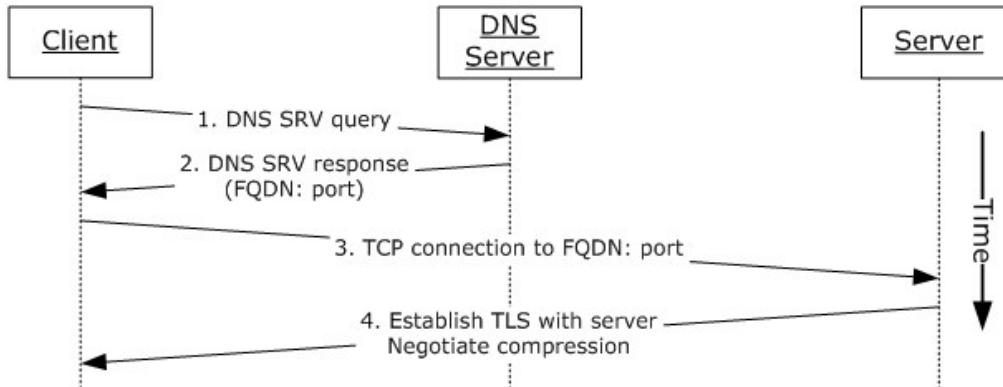 Client
DNS
Server
Server
1. DNS SRV query
2. DNS SRV response
(FQDN: port)
3. TCP connection to FQDN: port
4. Establish TLS with server
Negotiate compression
Time